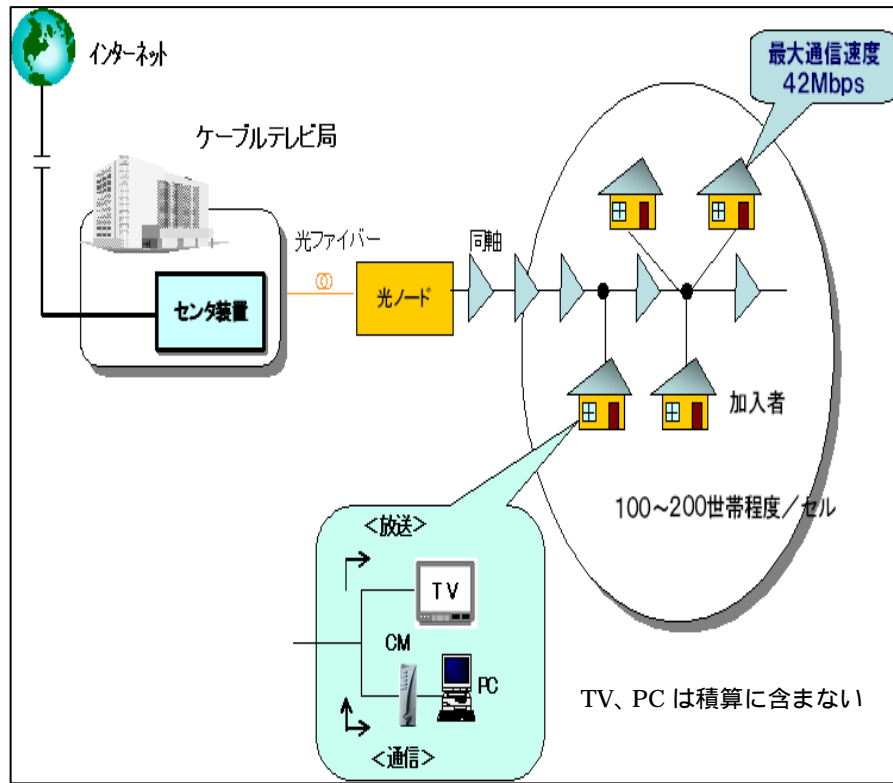 インターネット
最大通信速度
42Mbps
ケーブルテレビ局
光ファイバー
同軸
センタ装置
光ノード
加入者
100~200世帯程度/セル
<放送>
TV
CM
PC
<通信>
TV、PC は積算に含まない